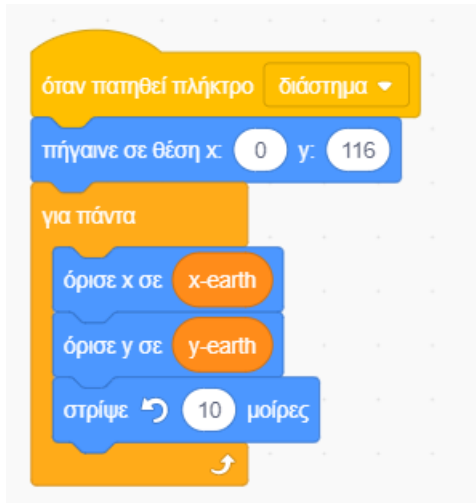 όταν πατηθεί πλήκτρο διάστημα
πήγαινε σε θέση x: 0 y: 116
για πάντα
όρισε x σε x-earth
όρισε y σε y-earth
στρίψε 10 μοίρες